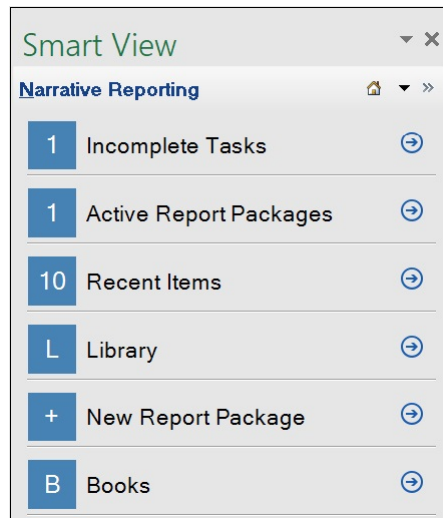 Smart View
Narrative Reporting
1 Incomplete Tasks
1 Active Report Packages
10 Recent Items
L Library
+ New Report Package
B Books